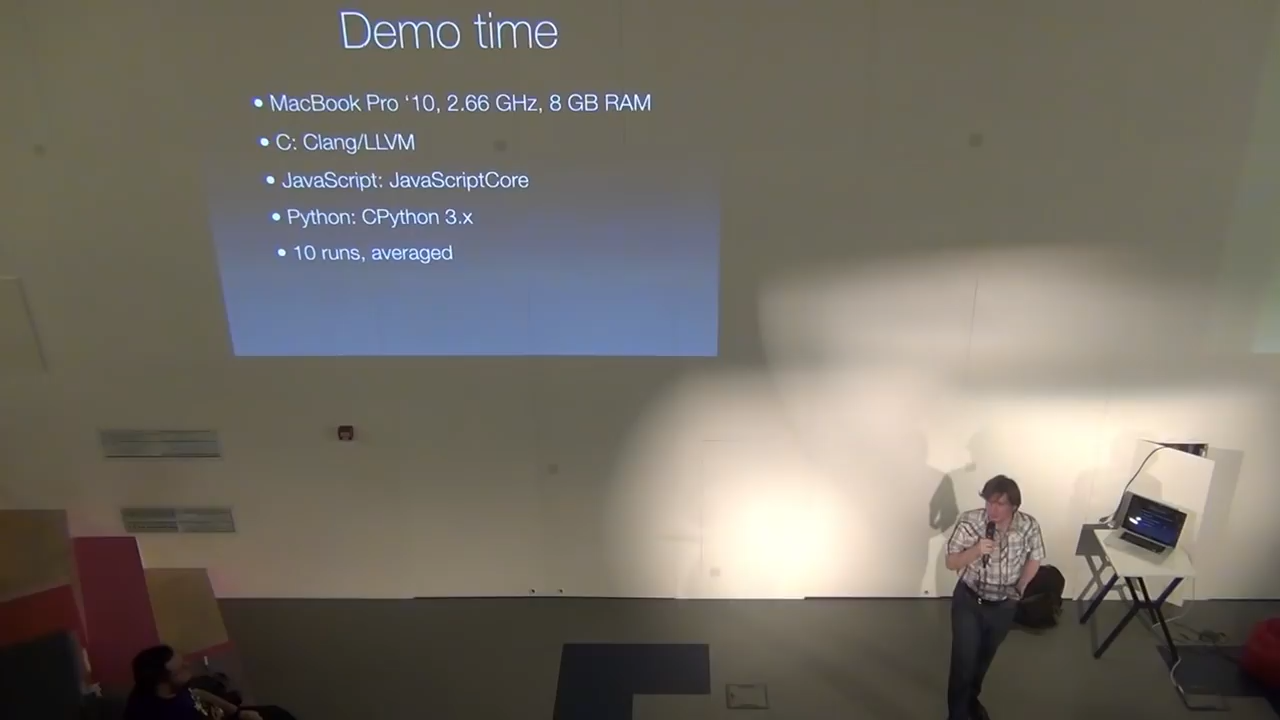 Demo time
• MacBook Pro ‘10, 2.66 GHz, 8 GB RAM
• C: Clang/LLVM
• JavaScript: JavaScriptCore
• Python: CPython 3.x
• 10 runs, averaged